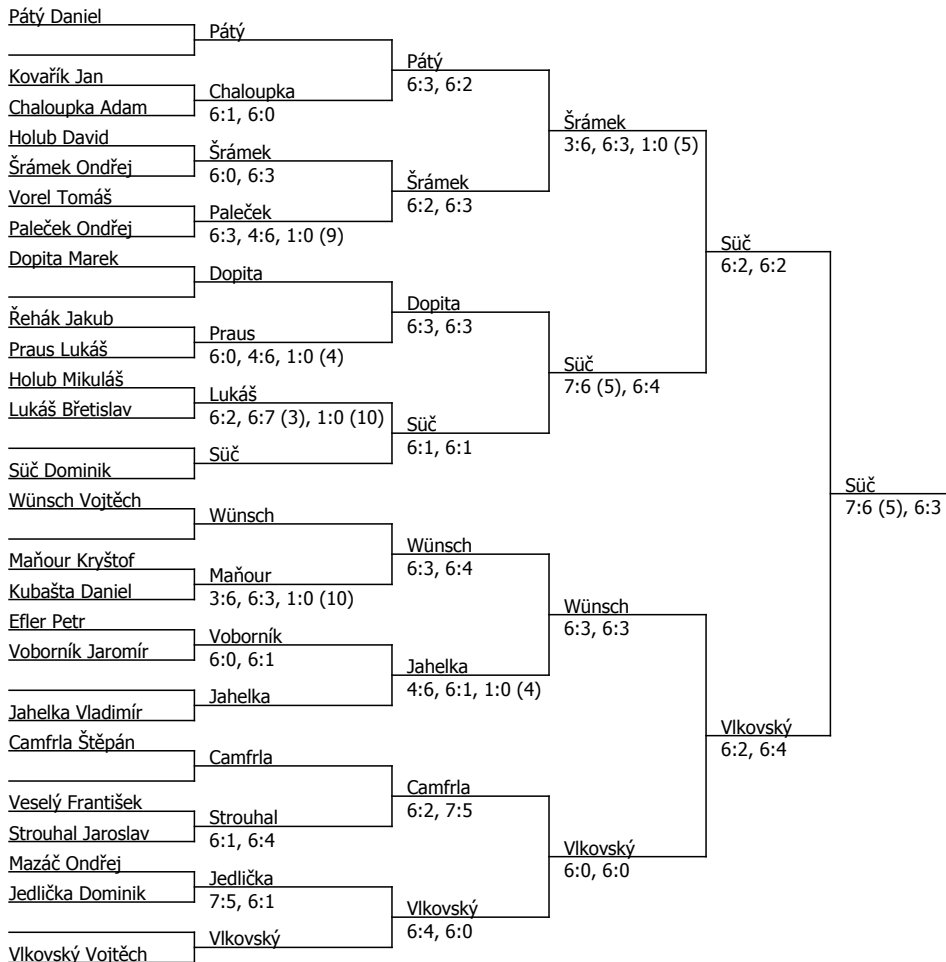 Pátý Daniel
Pátý
Pátý
6:3, 6:2
Kovařík Jan
Chaloupka
6:1, 6:0
Chaloupka Adam
Šrámek
3:6, 6:3, 1:0 (5)
Holub David
Šrámek
6:0, 6:3
Šrámek Ondřej
Šrámek
6:2, 6:3
Vorel Tomáš
Paleček
6:3, 4:6, 1:0 (9)
Paleček Ondřej
Süč
6:2, 6:2
Dopita Marek
Dopita
Dopita
6:3, 6:3
Řehák Jakub
Praus
6:0, 4:6, 1:0 (4)
Praus Lukáš
Süč
7:6 (5), 6:4
Holub Mikuláš
Lukáš
6:2, 6:7 (3), 1:0 (10)
Lukáš Břetislav
Süč
6:1, 6:1
Süč
Süč Dominik
Süč
7:6 (5), 6:3
Wünsch Vojtěch
Wünsch
Wünsch
6:3, 6:4
Maňour Kryštof
Maňour
3:6, 6:3, 1:0 (10)
Kubašta Daniel
Wünsch
6:3, 6:3
Efler Petr
Voborník
6:0, 6:1
Voborník Jaromír
Jahelka
4:6, 6:1, 1:0 (4)
Jahelka
Jahelka Vladimír
Vlkovský
6:2, 6:4
Camfrla Štěpán
Camfrla
Camfrla
6:2, 7:5
Veselý František
Strouhal
6:1, 6:4
Strouhal Jaroslav
Vlkovský
6:0, 6:0
Mazáč Ondřej
Jedlička
7:5, 6:1
Jedlička Dominik
Vlkovský
6:4, 6:0
Vlkovský
Vlkovský Vojtěch